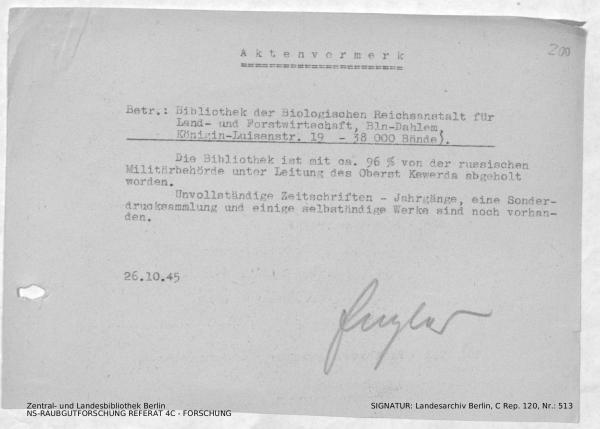 200
Aktenvermerk
Betr.: Bibliothek der Biologischen Reichsanstalt für
Land- und Forstwirtschaft, Bln-Dahlem,
Königin-Luisenstr. 19 - 38 000 Bände).
Die Bibliothek ist mit ca. 96 % von der russischen
Militärbehörde unter Leitung des Oberst Kewerda abgeholt
worden.
Unvollständige Zeitschriften - Jahrgänge, eine Sonder-
drucksammlung und einige selbständige Werke sind noch vorhan-
den.
26.10.45
Zentral- und Landesbibliothek Berlin
NS-RAUBGUTFORSCHUNG REFERAT 4C - FORSCHUNG
SIGNATUR: Landesarchiv Berlin, C Rep. 120, Nr.: 513